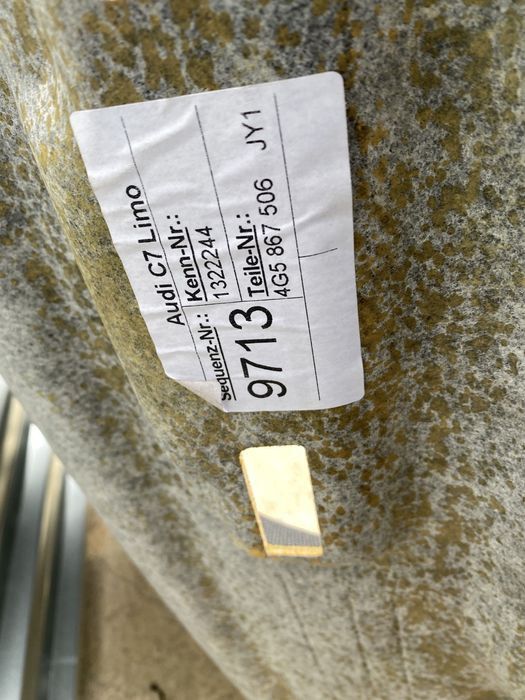 Audi C7 Limo
Sequenz-Nr.: Kenn-Nr.:
1322244
9713 Teile-Nr.:
4G5 867 506 JY1